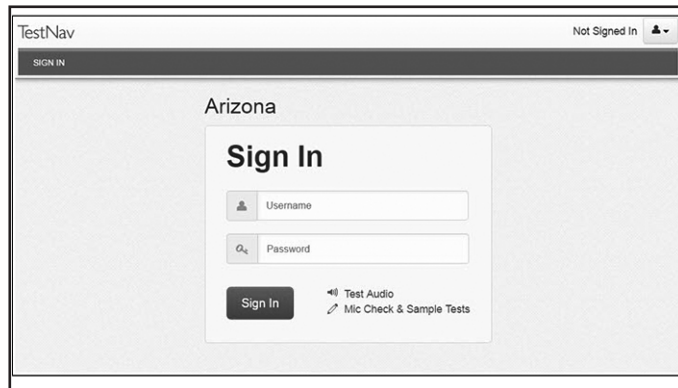 TestNav
Not Signed In
SIGN IN
Arizona
Sign In
Username
Password
Sign In
Test Audio
Mic Check & Sample Tests